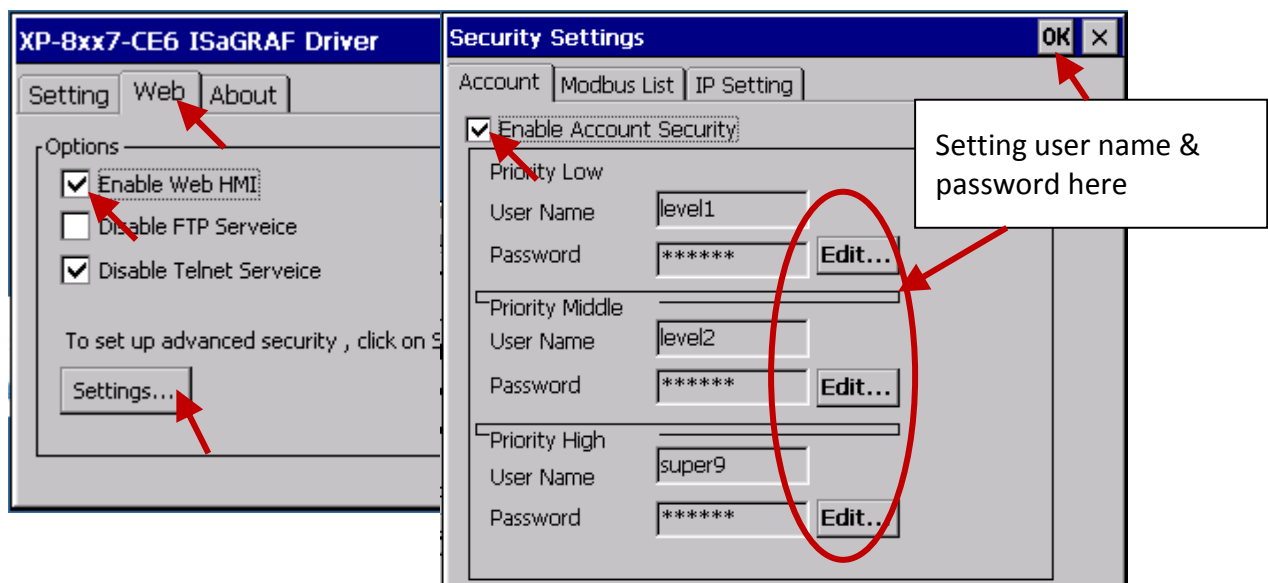 XP-8xx7-CE6 ISaGRAF Driver
Setting Web About
Options
Enable Web HMI
Disable FTP Serveice
Disable Telnet Serveice
To set up advanced security , click on S
Settings...
Security Settings OK ×
Account Modbus List IP Setting
Enable Account Security
Priority Low
User Name level1
Password ****** Edit...
Priority Middle
User Name level2
Password ****** Edit...
Priority High
User Name super9
Password ****** Edit...
Setting user name &
password here